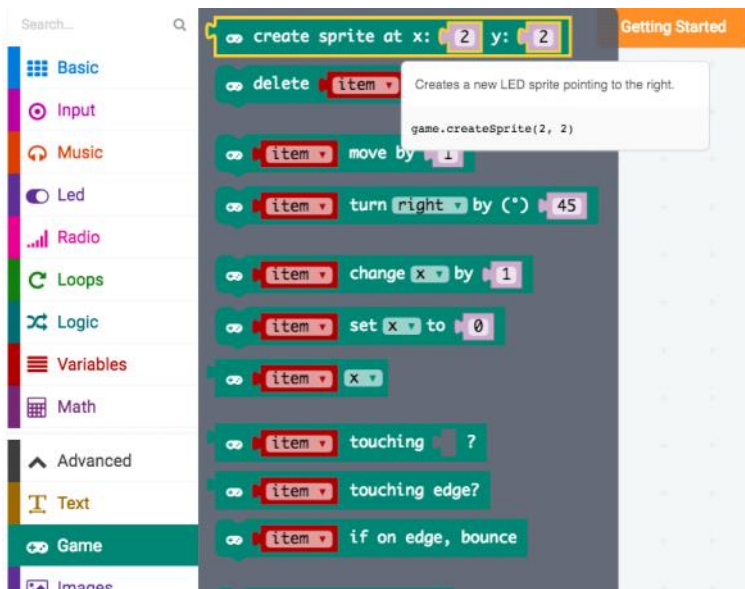 Search...
Basic
Input
Music
Led
Radio
Loops
Logic
Variables
Math
Advanced
Text
Game
Images
create sprite at x: 2 y: 2
delete item
Creates a new LED sprite pointing to the right.
game.createSprite(2, 2)
item move by 1
item turn right by (°) 45
item change x by 1
item set x to 0
item x
item touching ?
item touching edge?
item if on edge, bounce
Getting Started